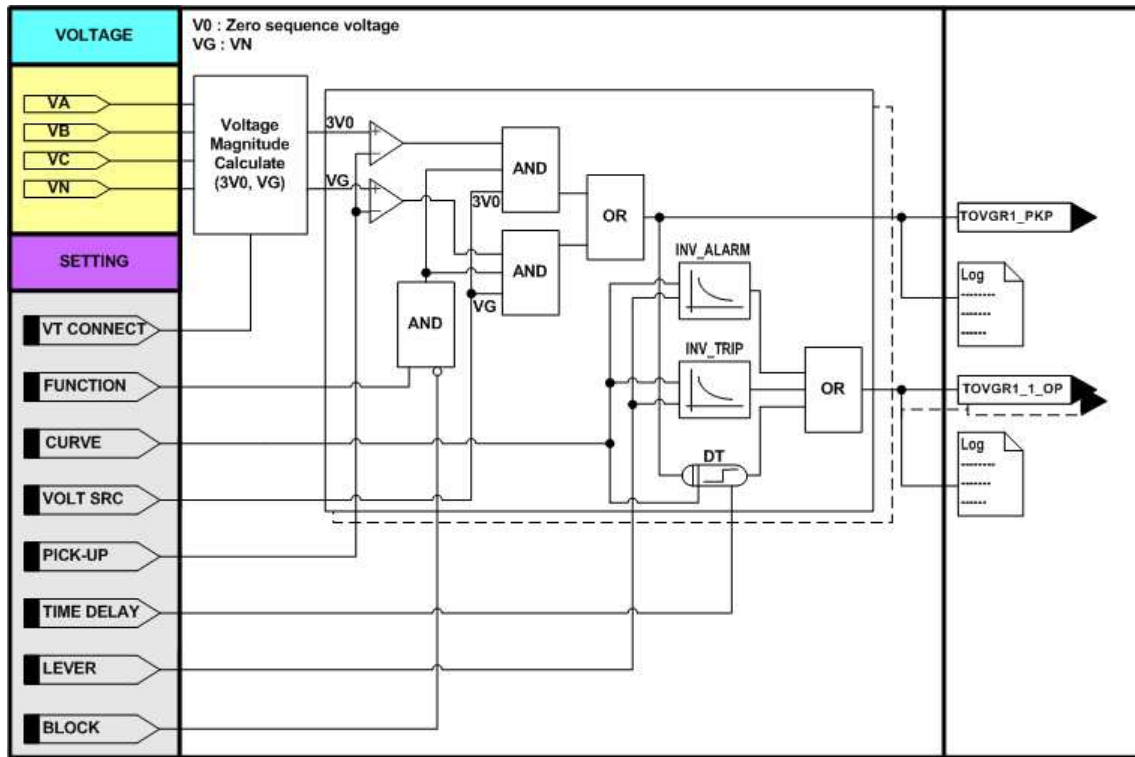 VOLTAGE
V0 : Zero sequence voltage
VG : VN
VA
VB
VC
VN
Voltage
Magnitude
Calculate
(3V0, VG)
3V0
VG
AND
3V0
OR
AND
VG
AND
TOVGR1_PKP
INV_ALARM
Log
SETTING
VT CONNECT
FUNCTION
CURVE
VOLT SRC
PICK-UP
TIME DELAY
LEVER
BLOCK
INV_TRIP
OR
TOVGR1_1_OP
DT
Log